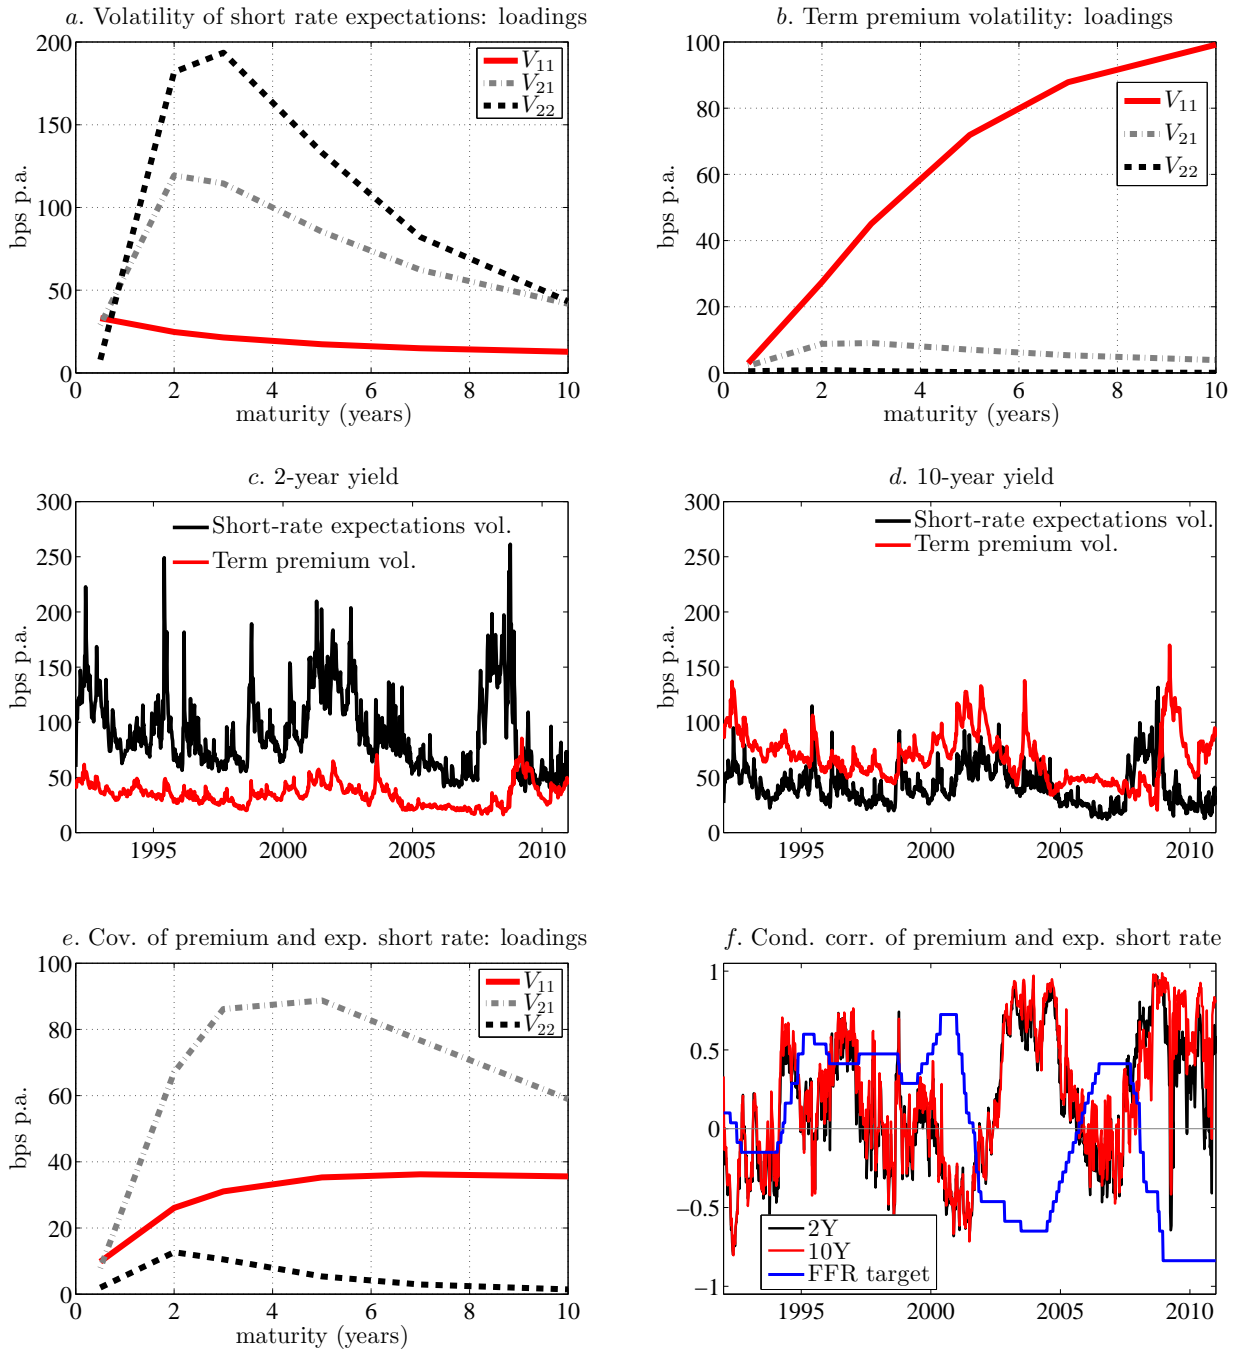 a. Volatility of short rate expectations: loadings
200
150
100
50
0
bps p.a.
V11
V21
V22
0 2 4 6 8 10
maturity (years)
b. Term premium volatility: loadings
100
80
60
40
20
0
bps p.a.
V11
V21
V22
0 2 4 6 8 10
maturity (years)
c. 2-year yield
300
250
200
150
100
50
0
bps p.a.
Short-rate expectations vol.
Term premium vol.
1995 2000 2005 2010
d. 10-year yield
300
250
200
150
100
50
0
bps p.a.
Short-rate expectations vol.
Term premium vol.
1995 2000 2005 2010
e. Cov. of premium and exp. short rate: loadings
100
80
60
40
20
0
bps p.a.
V11
V21
V22
0 2 4 6 8 10
maturity (years)
f. Cond. corr. of premium and exp. short rate
1
0.5
0
−0.5
−1
2Y
10Y
FFR target
1995 2000 2005 2010